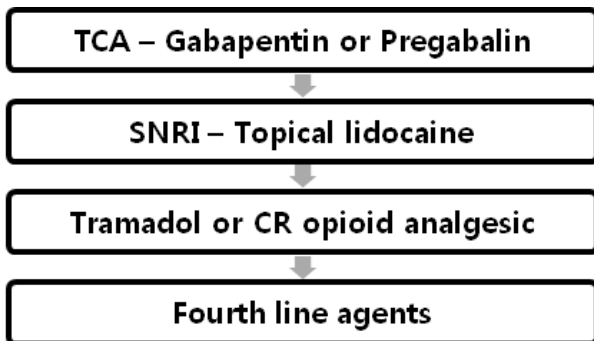 TCA – Gabapentin or Pregabalin
SNRI – Topical lidocaine
Tramadol or CR opioid analgesic
Fourth line agents